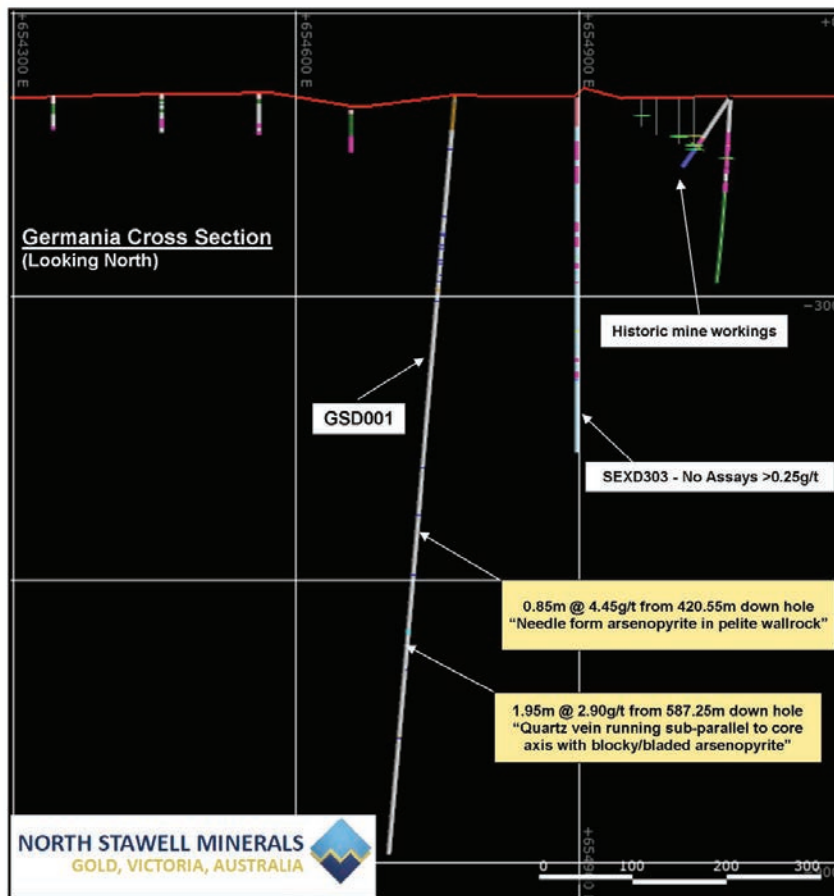 +654300 E
+654600 E
+654900 E
Germania Cross Section
(Looking North)
-300
Historic mine workings
GSD001
SEXD303 - No Assays >0.25g/t
0.85m @ 4.45g/t from 420.55m down hole
“Needle form arsenopyrite in pelite wallrock”
1.95m @ 2.90g/t from 587.25m down hole
“Quartz vein running sub-parallel to core
axis with blocky/bladed arsenopyrite”
NORTH STAWELL MINERALS
GOLD, VICTORIA, AUSTRALIA
+654900 E
0 100 200 300